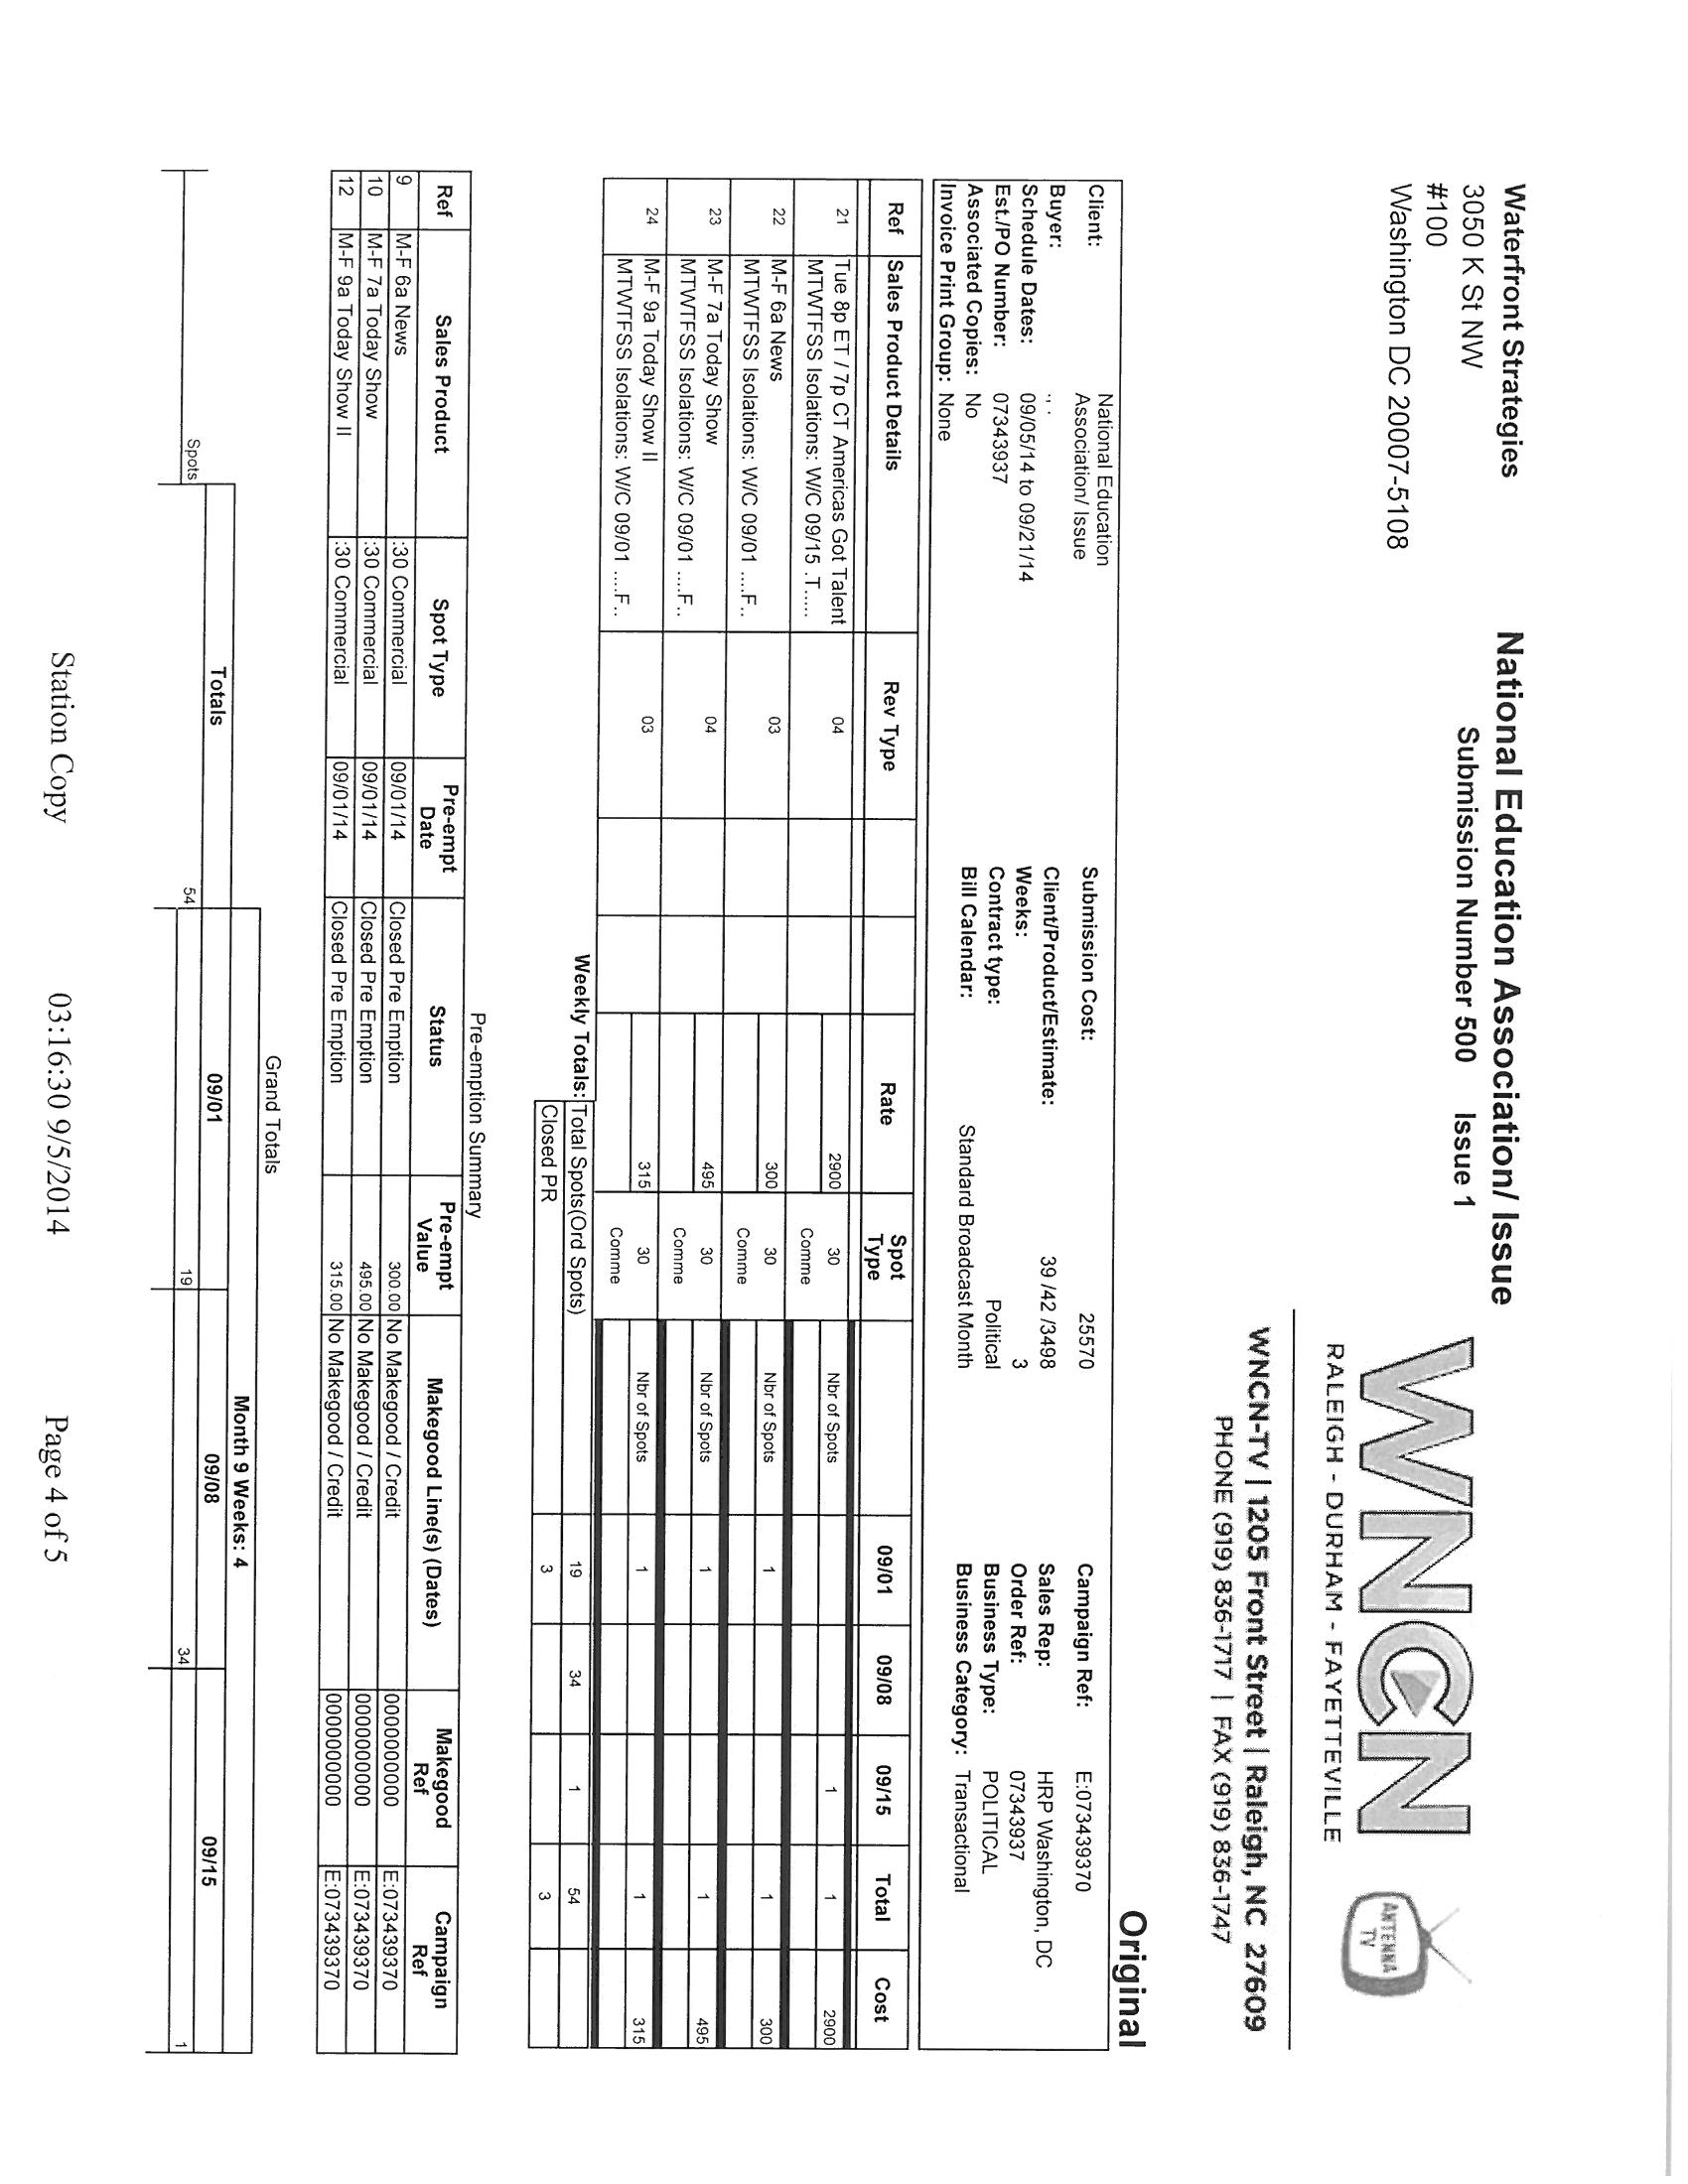 Waterfront Strategies
3050 K St NW
#100
Washington DC 20007-5108
National Education Association/ Issue
Submission Number 500 Issue 1
WNCN
RALEIGH - DURHAM - FAYETTEVILLE
ANTENNA
TV
WNCN-TV | 1205 Front Street | Raleigh, NC 27609
PHONE (919) 836-1717 | FAX (919) 836-1747
Original
Client: National Education Association/ Issue Submission Cost: 25570 Campaign Ref: E:073439370
Buyer: ., . Client/Product/Estimate: 39 /42 /3498 Sales Rep: HRP Washington, DC
Schedule Dates: 09/05/14 to 09/21/14 Weeks: 3 Order Ref: 07343937
Est./PO Number: 07343937 Contract type: Political Business Type: POLITICAL
Associated Copies: No Bill Calendar: Standard Broadcast Month Business Category: Transactional
Invoice Print Group: None
Ref Sales Product Details Rev Type Rate Spot Type 09/01 09/08 09/15 Total Cost
21 Tue 8p ET / 7p CT Americas Got Talent 04 2900 30 Nbr of Spots 1 1 2900
MTWTFSS Isolations: W/C 09/15 .T..... Comme
22 M-F 6a News 03 300 30 Nbr of Spots 1 1 300
MTWTFSS Isolations: W/C 09/01 ....F.. Comme
23 M-F 7a Today Show 04 495 30 Nbr of Spots 1 1 495
MTWTFSS Isolations: W/C 09/01 ....F.. Comme
24 M-F 9a Today Show II 03 315 30 Nbr of Spots 1 1 315
MTWTFSS Isolations: W/C 09/01 ....F.. Comme
Weekly Totals: Total Spots(Ord Spots) 19 34 1 54
Closed PR 3 3
Pre-emption Summary
Ref Sales Product Spot Type Pre-empt Date Status Pre-empt Value Makegood Line(s) (Dates) Makegood Ref Campaign Ref
9 M-F 6a News :30 Commercial 09/01/14 Closed Pre Emption 300.00 No Makegood / Credit 000000000 E:073439370
10 M-F 7a Today Show :30 Commercial 09/01/14 Closed Pre Emption 495.00 No Makegood / Credit 000000000 E:073439370
12 M-F 9a Today Show II :30 Commercial 09/01/14 Closed Pre Emption 315.00 No Makegood / Credit 000000000 E:073439370
Grand Totals
Month 9 Weeks: 4
Totals 09/01 09/08 09/15
Spots 54 19 34 1
Station Copy 03:16:30 9/5/2014 Page 4 of 5